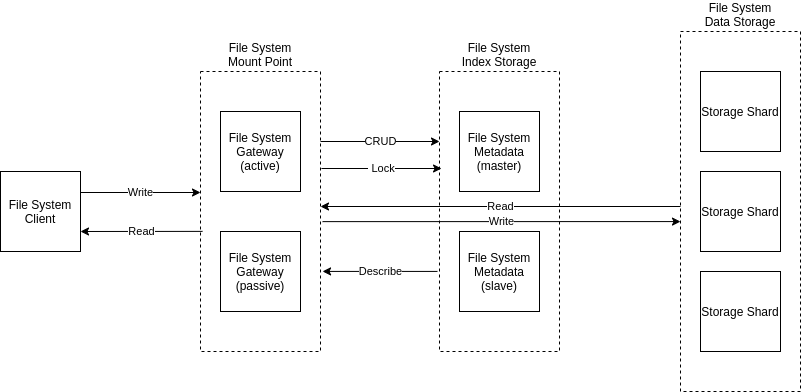 File System
Data Storage
File System
Mount Point
File System
Index Storage
File System
Gateway
(active)
CRUD
Lock
File System
Metadata
(master)
Storage Shard
File System
Client
Write
Read
Read
Write
Storage Shard
File System
Gateway
(passive)
Describe
File System
Metadata
(slave)
Storage Shard